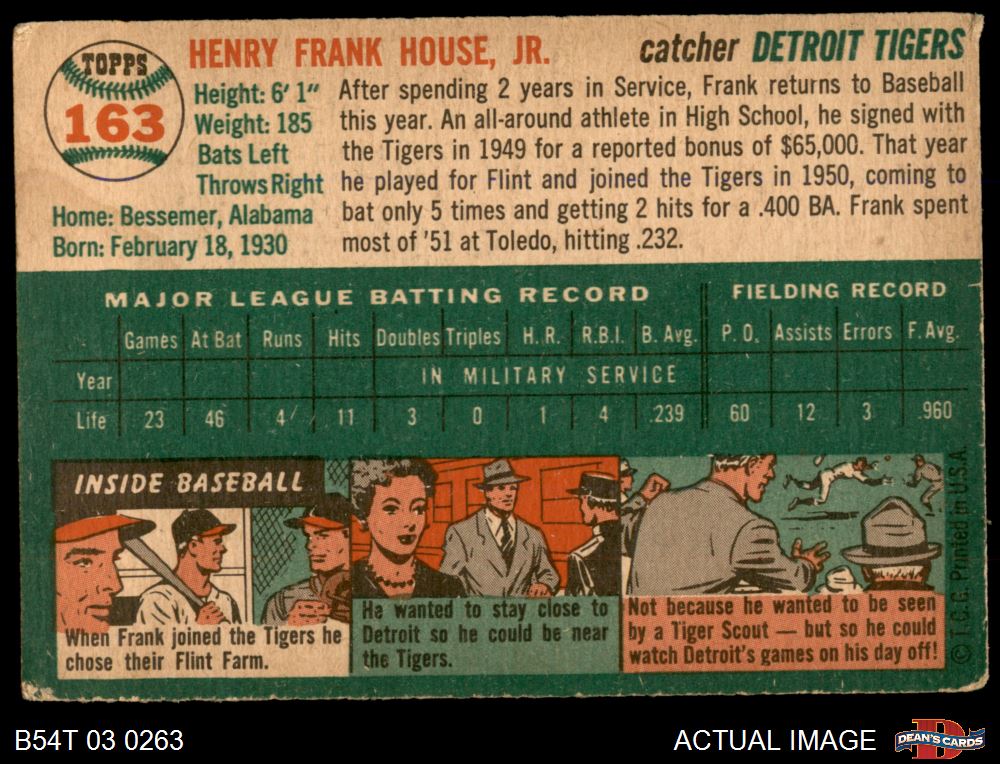 TOPPS
163
HENRY FRANK HOUSE, JR.
catcher DETROIT TIGERS
Height: 6' 1"
Weight: 185
Bats Left
Throws Right
Home: Bessemer, Alabama
Born: February 18, 1930
After spending 2 years in Service, Frank returns to Baseball
this year. An all-around athlete in High School, he signed with
the Tigers in 1949 for a reported bonus of $65,000. That year
he played for Flint and joined the Tigers in 1950, coming to
bat only 5 times and getting 2 hits for a .400 BA. Frank spent
most of '51 at Toledo, hitting .232.
MAJOR LEAGUE BATTING RECORD FIELDING RECORD
Games At Bat Runs Hits Doubles Triples H.R. R.B.I. B. Avg. P.O. Assists Errors F. Avg.
Year IN MILITARY SERVICE
Life 23 46 4 11 3 0 1 4 .239 60 12 3 .960
INSIDE BASEBALL
When Frank joined the Tigers he
chose their Flint Farm.
He wanted to stay close to
Detroit so he could be near
the Tigers.
Not because he wanted to be seen
by a Tiger Scout — but so he could
watch Detroit's games on his day off!
© T.C.G. Printed in U.S.A.
B54T 03 0263
ACTUAL IMAGE
DEAN'S CARDS